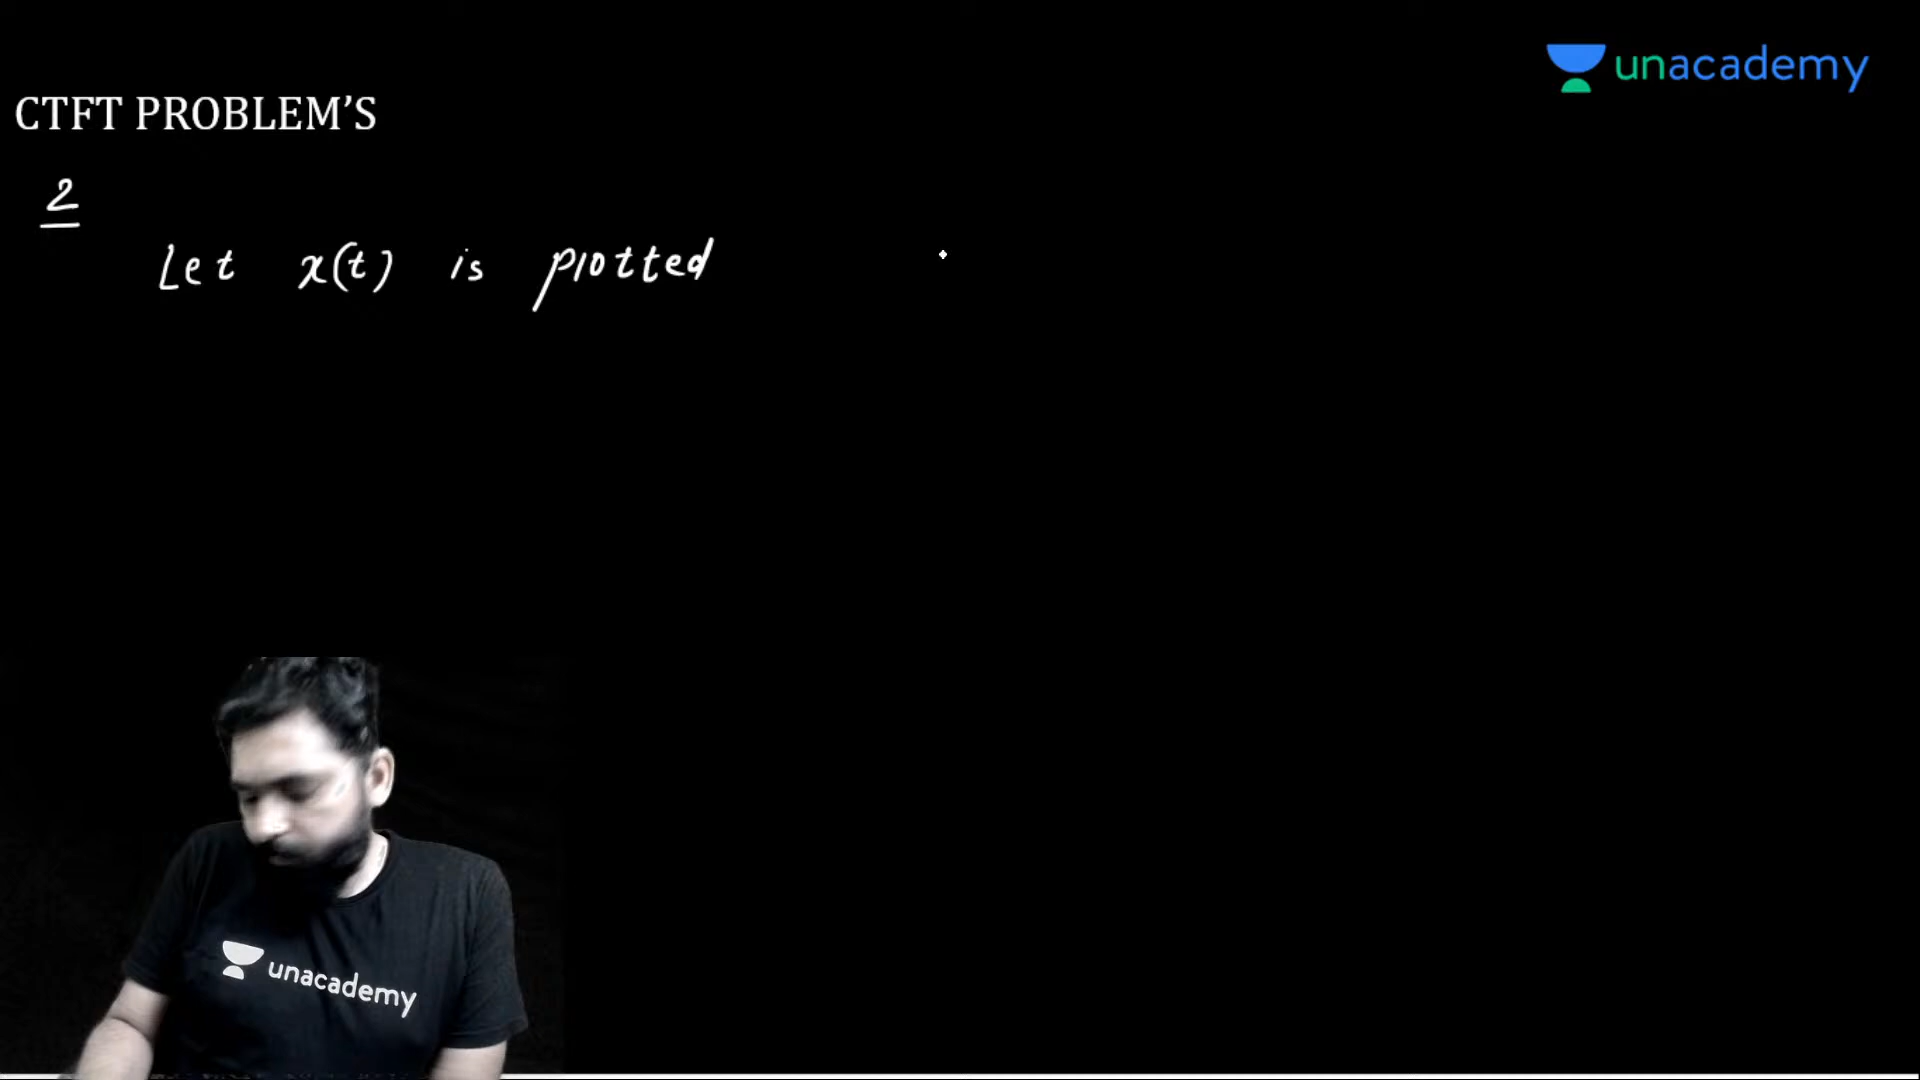 unacademy
CTFT PROBLEM’S
2
Let x(t) is plotted
unacademy